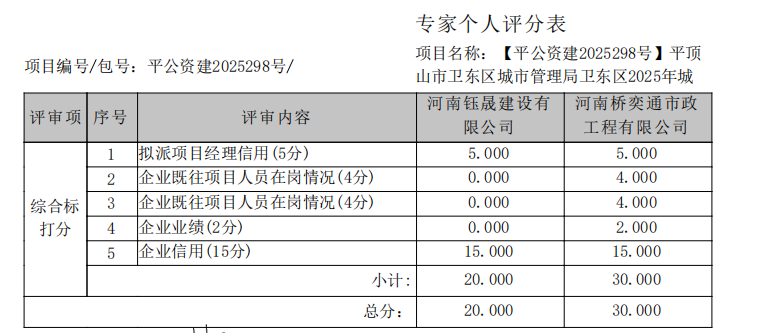 专家个人评分表
项目编号/包号：平公资建2025298号/
项目名称：【平公资建2025298号】平顶
山市卫东区城市管理局卫东区2025年城
评审项 序号 评审内容 河南钰晟建设有限公司 河南桥奕通市政工程有限公司
综合标打分
1 拟派项目经理信用(5分) 5.000 5.000
2 企业既往项目人员在岗情况(4分) 0.000 4.000
3 企业既往项目人员在岗情况(4分) 0.000 4.000
4 企业业绩(2分) 0.000 2.000
5 企业信用(15分) 15.000 15.000
小计: 20.000 30.000
总分： 20.000 30.000